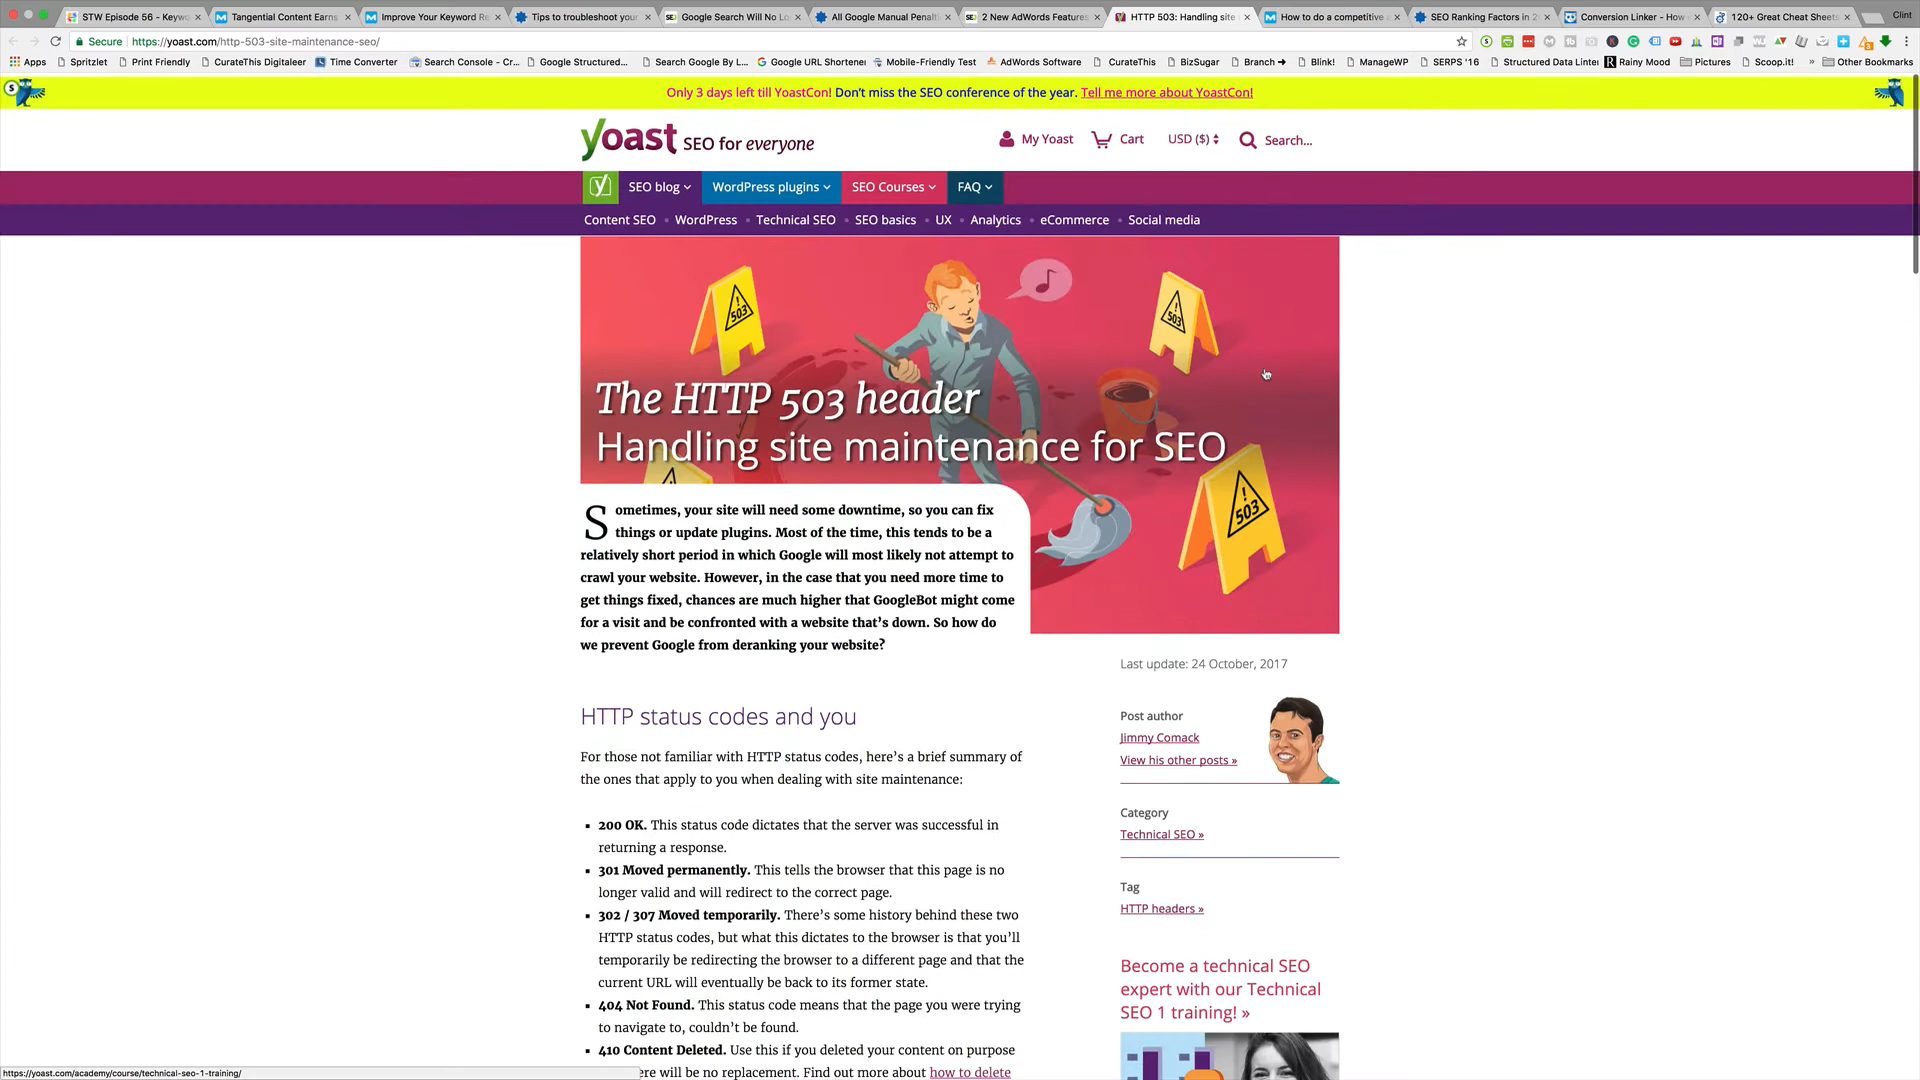 STW Episode 56 - Keyw
Tangential Content Earns
Improve Your Keyword Re
Tips to troubleshoot your
Google Search Will No Lo
All Google Manual Penalt
2 New AdWords Features
HTTP 503: Handling site
How to do a competitive a
SEO Ranking Factors in 2
Conversion Linker - How
120+ Great Cheat Sheets
Clint
Secure https://yoast.com/http-503-site-maintenance-seo/
Apps Spritzlet Print Friendly CurateThis Digitaleer Time Converter Search Console - Cr... Google Structured... Search Google By L... Google URL Shortener Mobile-Friendly Test AdWords Software CurateThis BizSugar Branch → Blink! ManageWP SERPS '16 Structured Data Linter Rainy Mood Pictures Scoop.it! » Other Bookmarks
Only 3 days left till YoastCon! Don't miss the SEO conference of the year. Tell me more about YoastCon!
yoast SEO for everyone
My Yoast Cart USD ($) Search...
SEO blog WordPress plugins SEO Courses FAQ
Content SEO • WordPress • Technical SEO • SEO basics • UX • Analytics • eCommerce • Social media
503
503
The HTTP 503 header
Handling site maintenance for SEO
503
Sometimes, your site will need some downtime, so you can fix
things or update plugins. Most of the time, this tends to be a
relatively short period in which Google will most likely not attempt to
crawl your website. However, in the case that you need more time to
get things fixed, chances are much higher that GoogleBot might come
for a visit and be confronted with a website that's down. So how do
we prevent Google from deranking your website?
Last update: 24 October, 2017
Post author
Jimmy Comack
View his other posts »
Category
Technical SEO »
Tag
HTTP headers »
Become a technical SEO
expert with our Technical
SEO 1 training! »
HTTP status codes and you
For those not familiar with HTTP status codes, here's a brief summary of
the ones that apply to you when dealing with site maintenance:
▪ 200 OK. This status code dictates that the server was successful in
returning a response.
▪ 301 Moved permanently. This tells the browser that this page is no
longer valid and will redirect to the correct page.
▪ 302 / 307 Moved temporarily. There's some history behind these two
HTTP status codes, but what this dictates to the browser is that you'll
temporarily be redirecting the browser to a different page and that the
current URL will eventually be back to its former state.
▪ 404 Not Found. This status code means that the page you were trying
to navigate to, couldn't be found.
▪ 410 Content Deleted. Use this if you deleted your content on purpose
ere will be no replacement. Find out more about how to delete
https://yoast.com/academy/course/technical-seo-1-training/